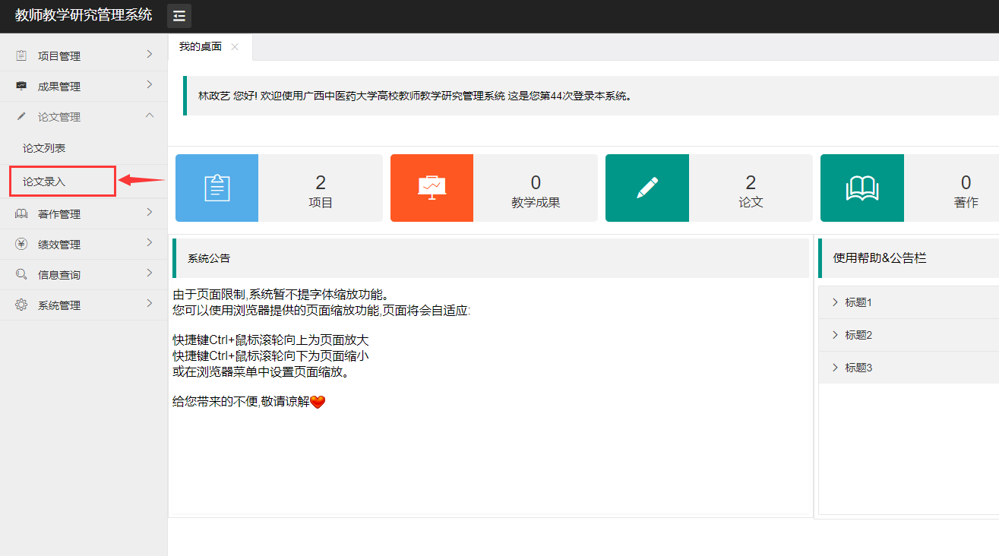 教师教学研究管理系统
我的桌面
项目管理
成果管理
论文管理
论文列表
论文录入
著作管理
绩效管理
信息查询
系统管理
林政艺 您好! 欢迎使用广西中医药大学高校教师教学研究管理系统 这是您第44次登录本系统。
2
项目
0
教学成果
2
论文
0
著作
系统公告
由于页面限制,系统暂不提字体缩放功能。
您可以使用浏览器提供的页面缩放功能,页面将会自适应:
快捷键Ctrl+鼠标滚轮向上为页面放大
快捷键Ctrl+鼠标滚轮向下为页面缩小
或在浏览器菜单中设置页面缩放。
给您带来的不便,敬请谅解
使用帮助&公告栏
标题1
标题2
标题3